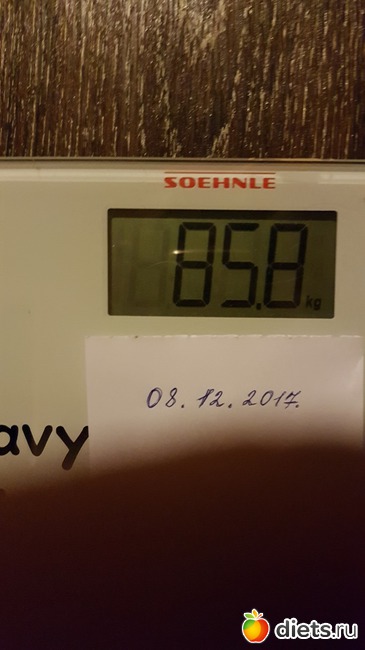 SOEHNLE
85.8 kg
08.12.2017.
avy
diets.ru